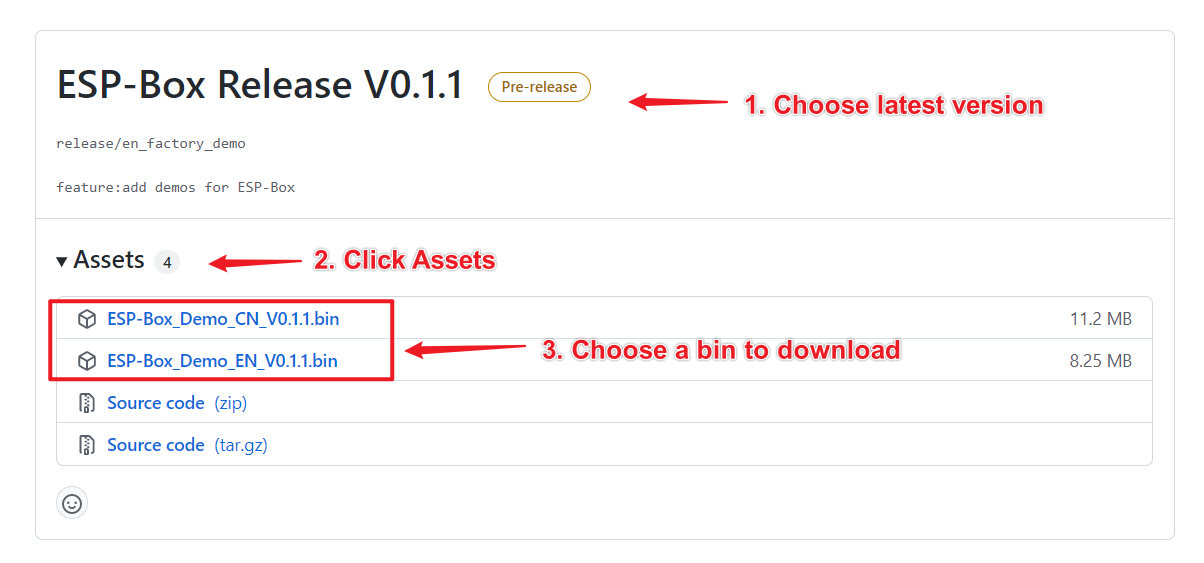 ESP-Box Release V0.1.1 Pre-release
1. Choose latest version
release/en_factory_demo
feature:add demos for ESP-Box
Assets 4
2. Click Assets
ESP-Box_Demo_CN_V0.1.1.bin 11.2 MB
3. Choose a bin to download
ESP-Box_Demo_EN_V0.1.1.bin 8.25 MB
Source code (zip)
Source code (tar.gz)